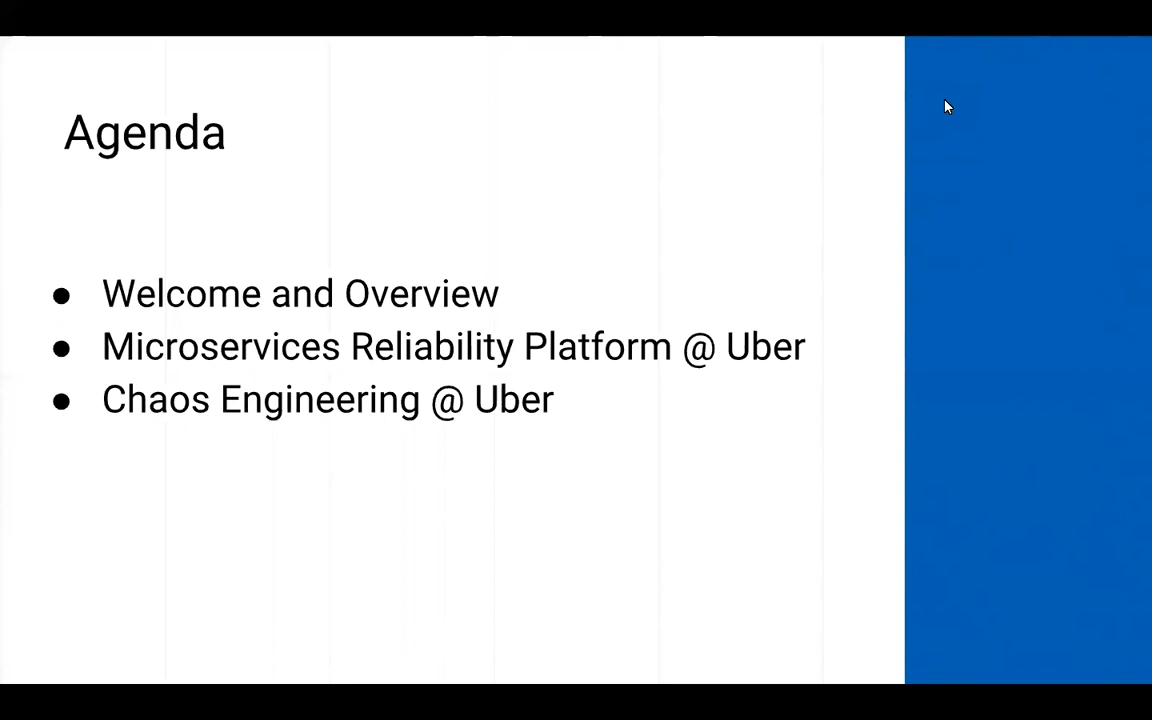 Agenda
● Welcome and Overview
● Microservices Reliability Platform @ Uber
● Chaos Engineering @ Uber